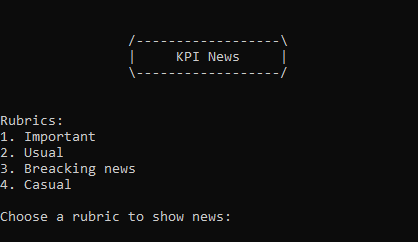 /------------------\
|     KPI News     |
\------------------/
Rubrics:
1. Important
2. Usual
3. Breacking news
4. Casual
Choose a rubric to show news: